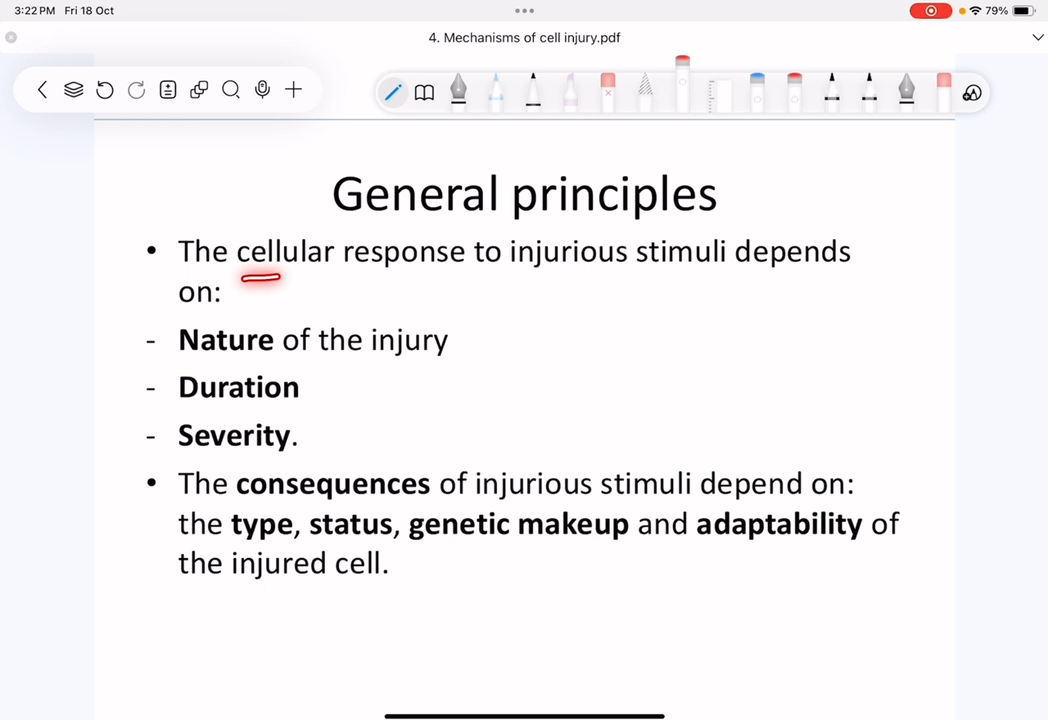 3:22 PM Fri 18 Oct
79%
4. Mechanisms of cell injury.pdf
General principles
• The cellular response to injurious stimuli depends
on:
- Nature of the injury
- Duration
- Severity.
• The consequences of injurious stimuli depend on:
the type, status, genetic makeup and adaptability of
the injured cell.